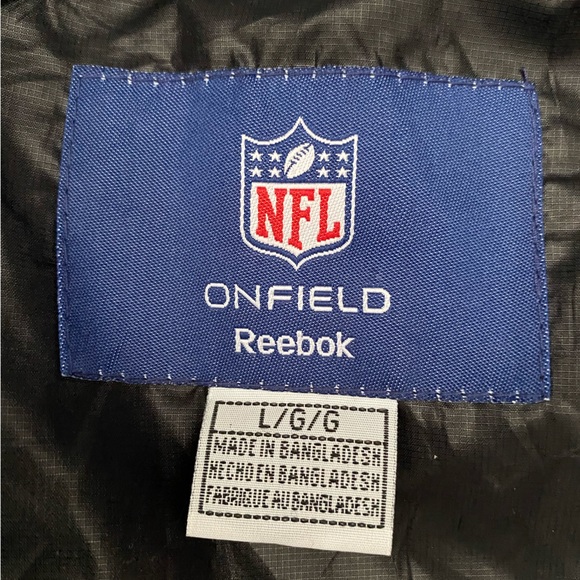 NFL
ONFIELD
Reebok
L/G/G
MADE IN BANGLADESH
HECHO EN BANGLADESH
FABRIQUE AU BANGLADESH